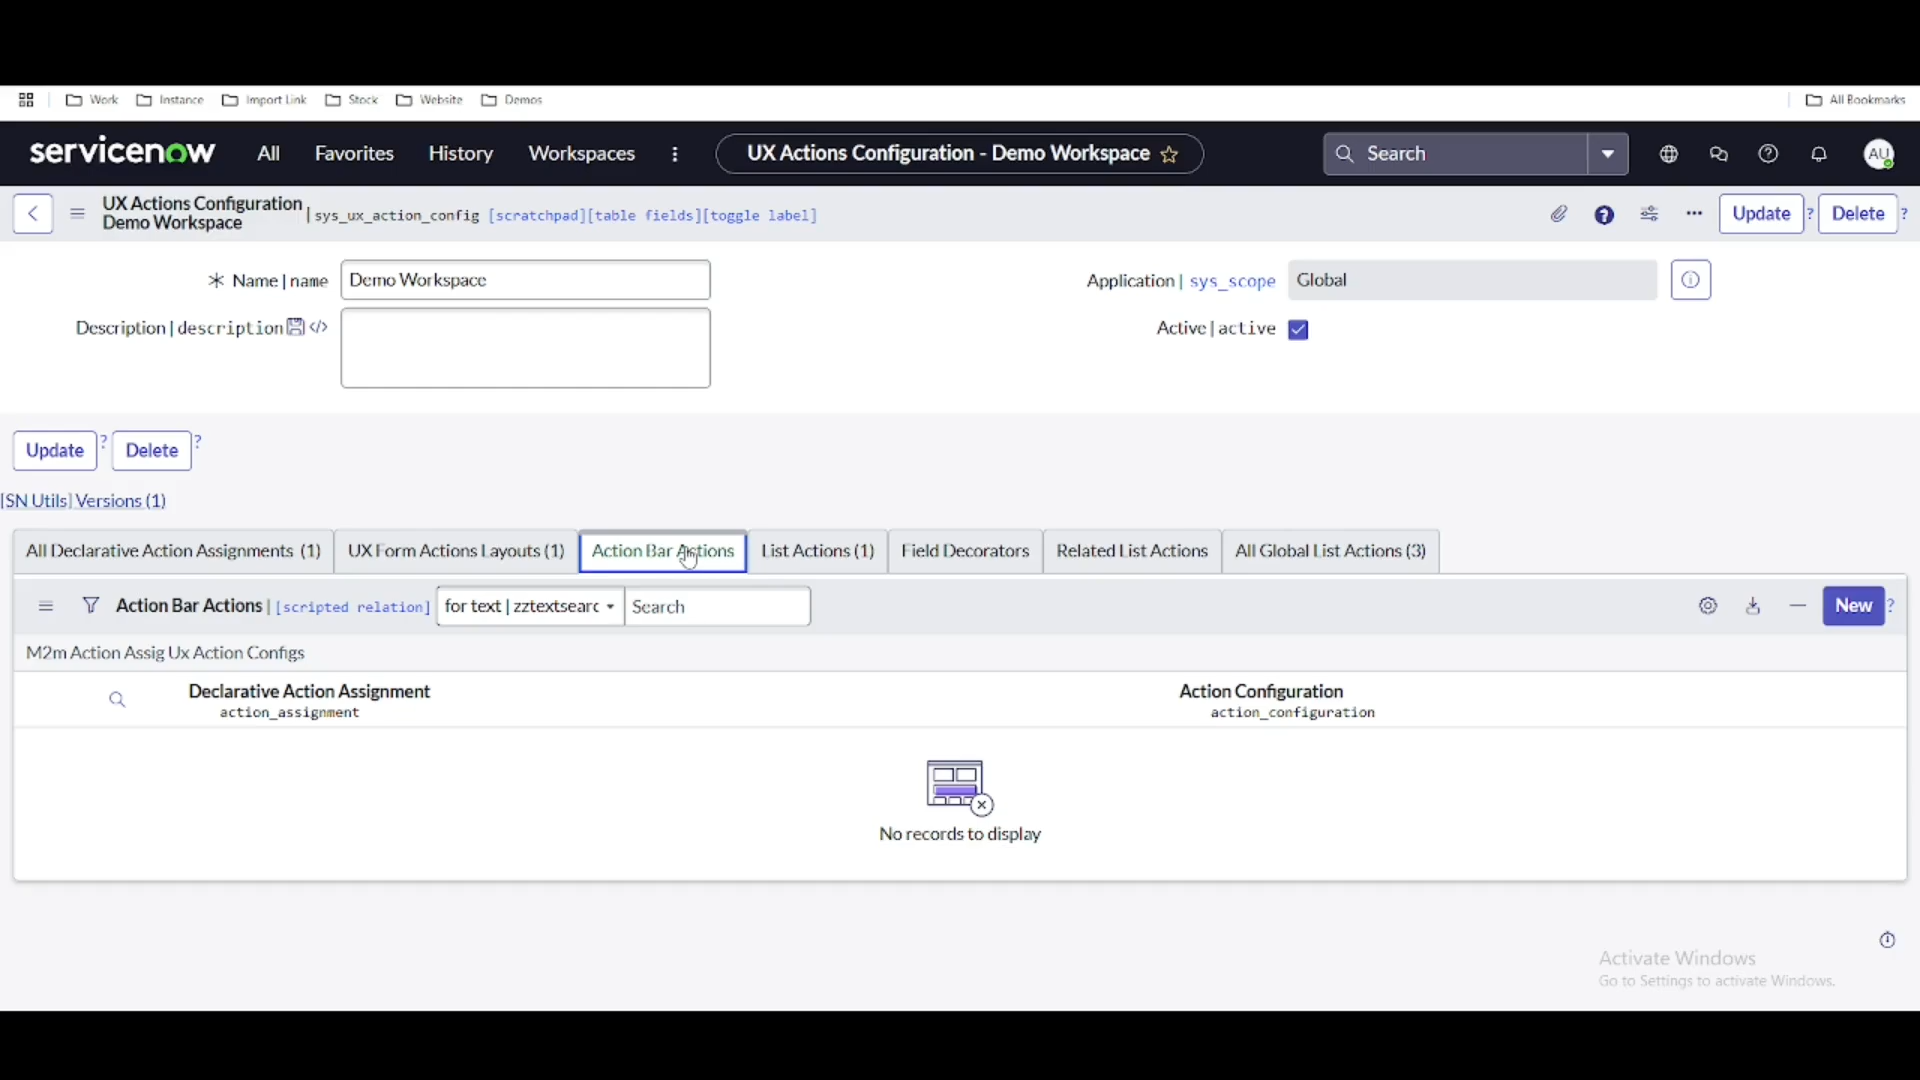 Work Instance Import Link Stock Website Demos All Bookmarks
servicenow All Favorites History Workspaces UX Actions Configuration - Demo Workspace Search AU
UX Actions Configuration
Demo Workspace | sys_ux_action_config [scratchpad][table fields][toggle label] ? ... Update ? Delete ?
Name | name Demo Workspace Application | sys_scope Global
Description | description </> Active | active
Update ? Delete ?
[SN Utils] Versions (1)
All Declarative Action Assignments (1) UX Form Actions Layouts (1) Action Bar Actions List Actions (1) Field Decorators Related List Actions All Global List Actions (3)
Action Bar Actions | [scripted relation] for text | zztextsearc Search New ?
M2m Action Assig Ux Action Configs
Declarative Action Assignment Action Configuration
action_assignment action_configuration
No records to display
Activate Windows
Go to Settings to activate Windows.